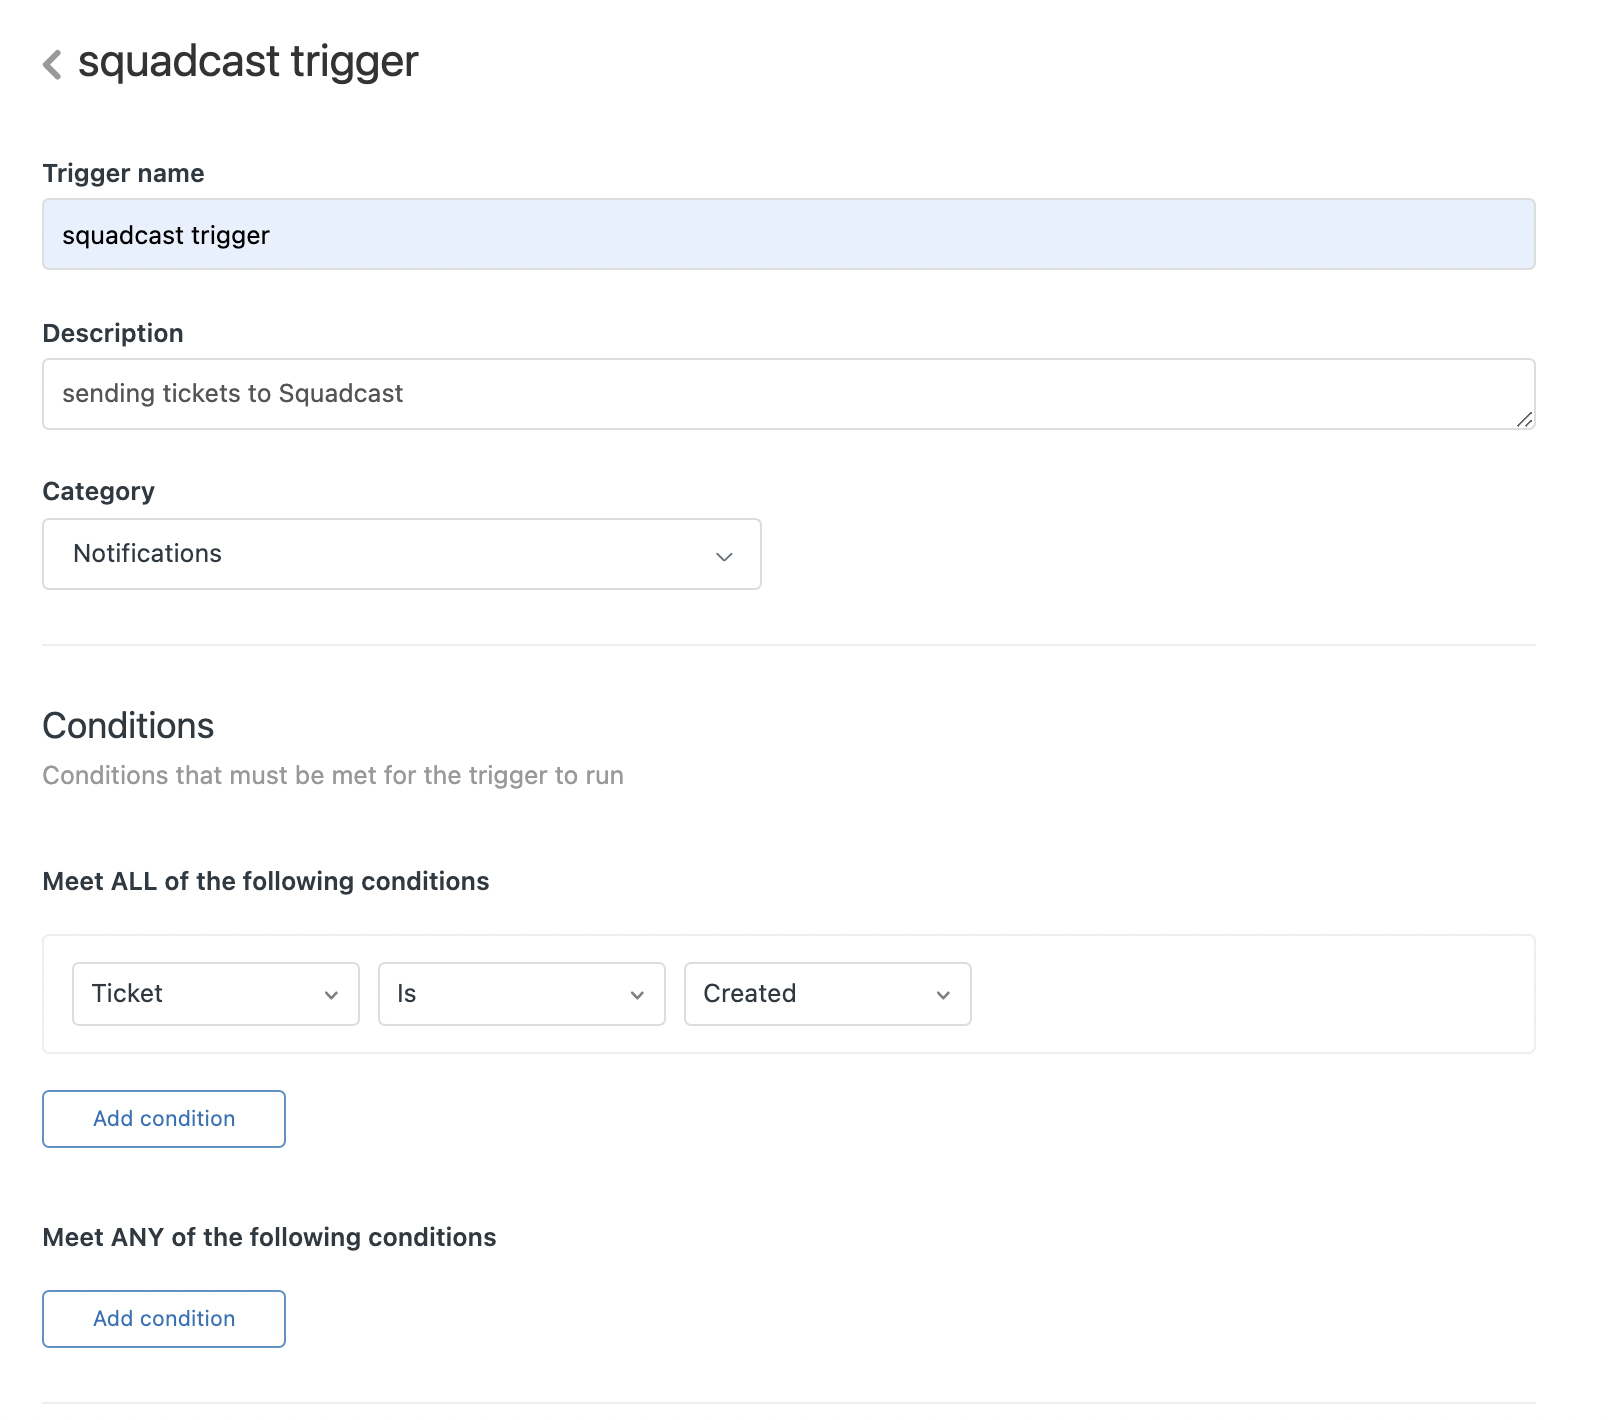 squadcast trigger
Trigger name
squadcast trigger
Description
sending tickets to Squadcast
Category
Notifications
Conditions
Conditions that must be met for the trigger to run
Meet ALL of the following conditions
Ticket Is Created
Add condition
Meet ANY of the following conditions
Add condition